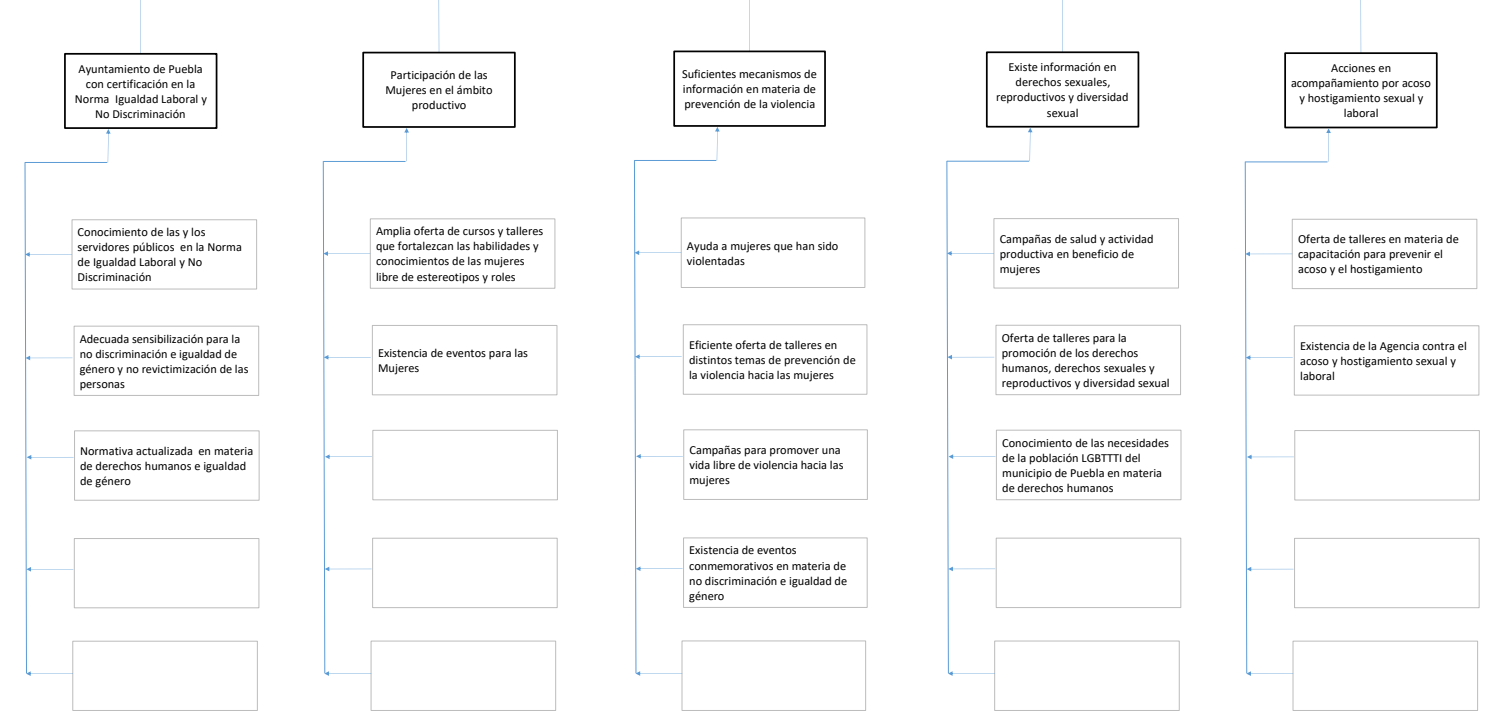 Ayuntamiento de Puebla
con certificación en la
Norma Igualdad Laboral y
No Discriminación
Participación de las
Mujeres en el ámbito
productivo
Suficientes mecanismos de
información en materia de
prevención de la violencia
Existe información en
derechos sexuales,
reproductivos y diversidad
sexual
Acciones en
acompañamiento por acoso
y hostigamiento sexual y
laboral
Conocimiento de las y los
servidores públicos en la Norma
de Igualdad Laboral y No
Discriminación
Amplia oferta de cursos y talleres
que fortalezcan las habilidades y
conocimientos de las mujeres
libre de estereotipos y roles
Ayuda a mujeres que han sido
violentadas
Campañas de salud y actividad
productiva en beneficio de
mujeres
Oferta de talleres en materia de
capacitación para prevenir el
acoso y el hostigamiento
Adecuada sensibilización para la
no discriminación e igualdad de
género y no revictimización de las
personas
Existencia de eventos para las
Mujeres
Eficiente oferta de talleres en
distintos temas de prevención de
la violencia hacia las mujeres
Oferta de talleres para la
promoción de los derechos
humanos, derechos sexuales y
reproductivos y diversidad sexual
Existencia de la Agencia contra el
acoso y hostigamiento sexual y
laboral
Normativa actualizada en materia
de derechos humanos e igualdad
de género
Campañas para promover una
vida libre de violencia hacia las
mujeres
Conocimiento de las necesidades
de la población LGBTTTI del
municipio de Puebla en materia
de derechos humanos
Existencia de eventos
conmemorativos en materia de
no discriminación e igualdad de
género